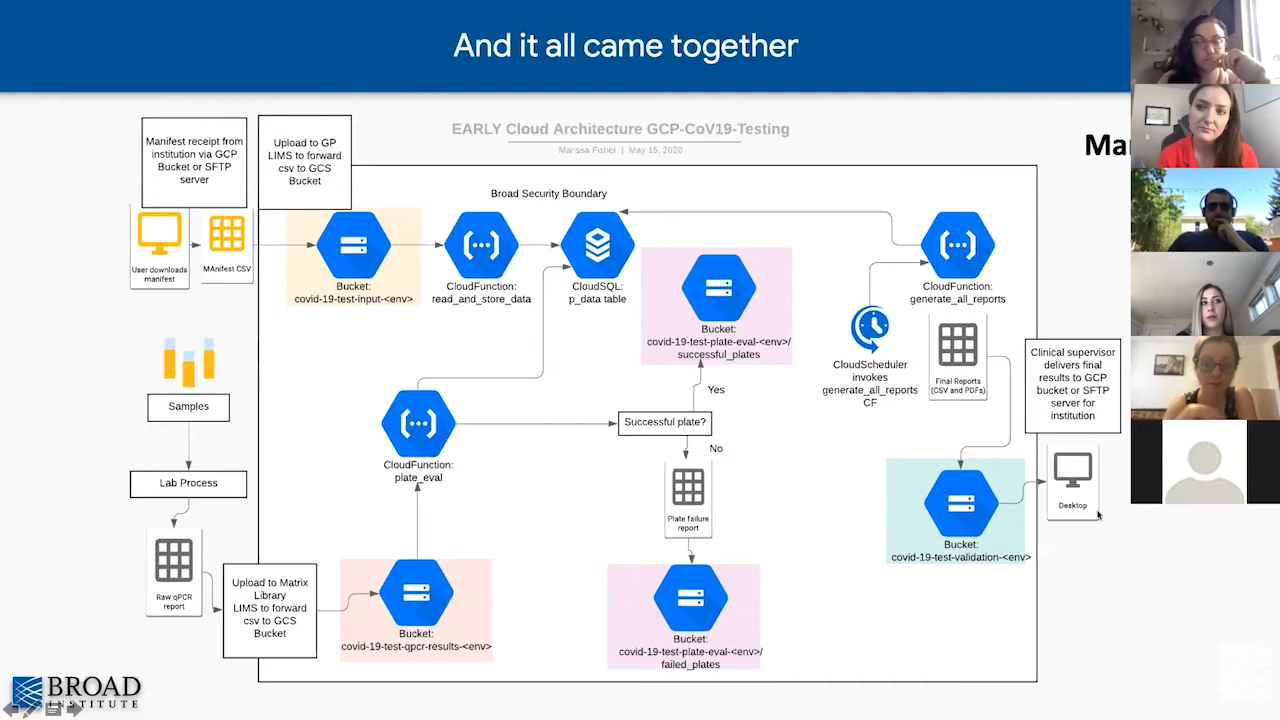 And it all came together
EARLY Cloud Architecture GCP-CoV19-Testing
Marissa Fisher | May 15, 2020
Mar
Manifest receipt from
institution via GCP
Bucket or SFTP
server
Upload to GP
LIMS to forward
csv to GCS
Bucket
Broad Security Boundary
User downloads
manifest
MAnifest CSV
Bucket:
covid-19-test-input-<env>
CloudFunction:
read_and_store_data
CloudSQL:
p_data table
Bucket:
covid-19-test-plate-eval-<env>/
successful_plates
CloudFunction:
generate_all_reports
CloudScheduler
invokes
generate_all_reports
CF
Final Reports
(CSV and PDFs)
Clinical supervisor
delivers final
results to GCP
bucket or SFTP
server for
institution
Samples
Lab Process
Raw qPCR
report
Upload to Matrix
Library
LIMS to forward
csv to GCS
Bucket
CloudFunction:
plate_eval
Successful plate?
Yes
No
Plate failure
report
Desktop
Bucket:
covid-19-test-validation-<env>
Bucket:
covid-19-test-qpcr-results-<env>
Bucket:
covid-19-test-plate-eval-<env>/
failed_plates
BROAD
INSTITUTE